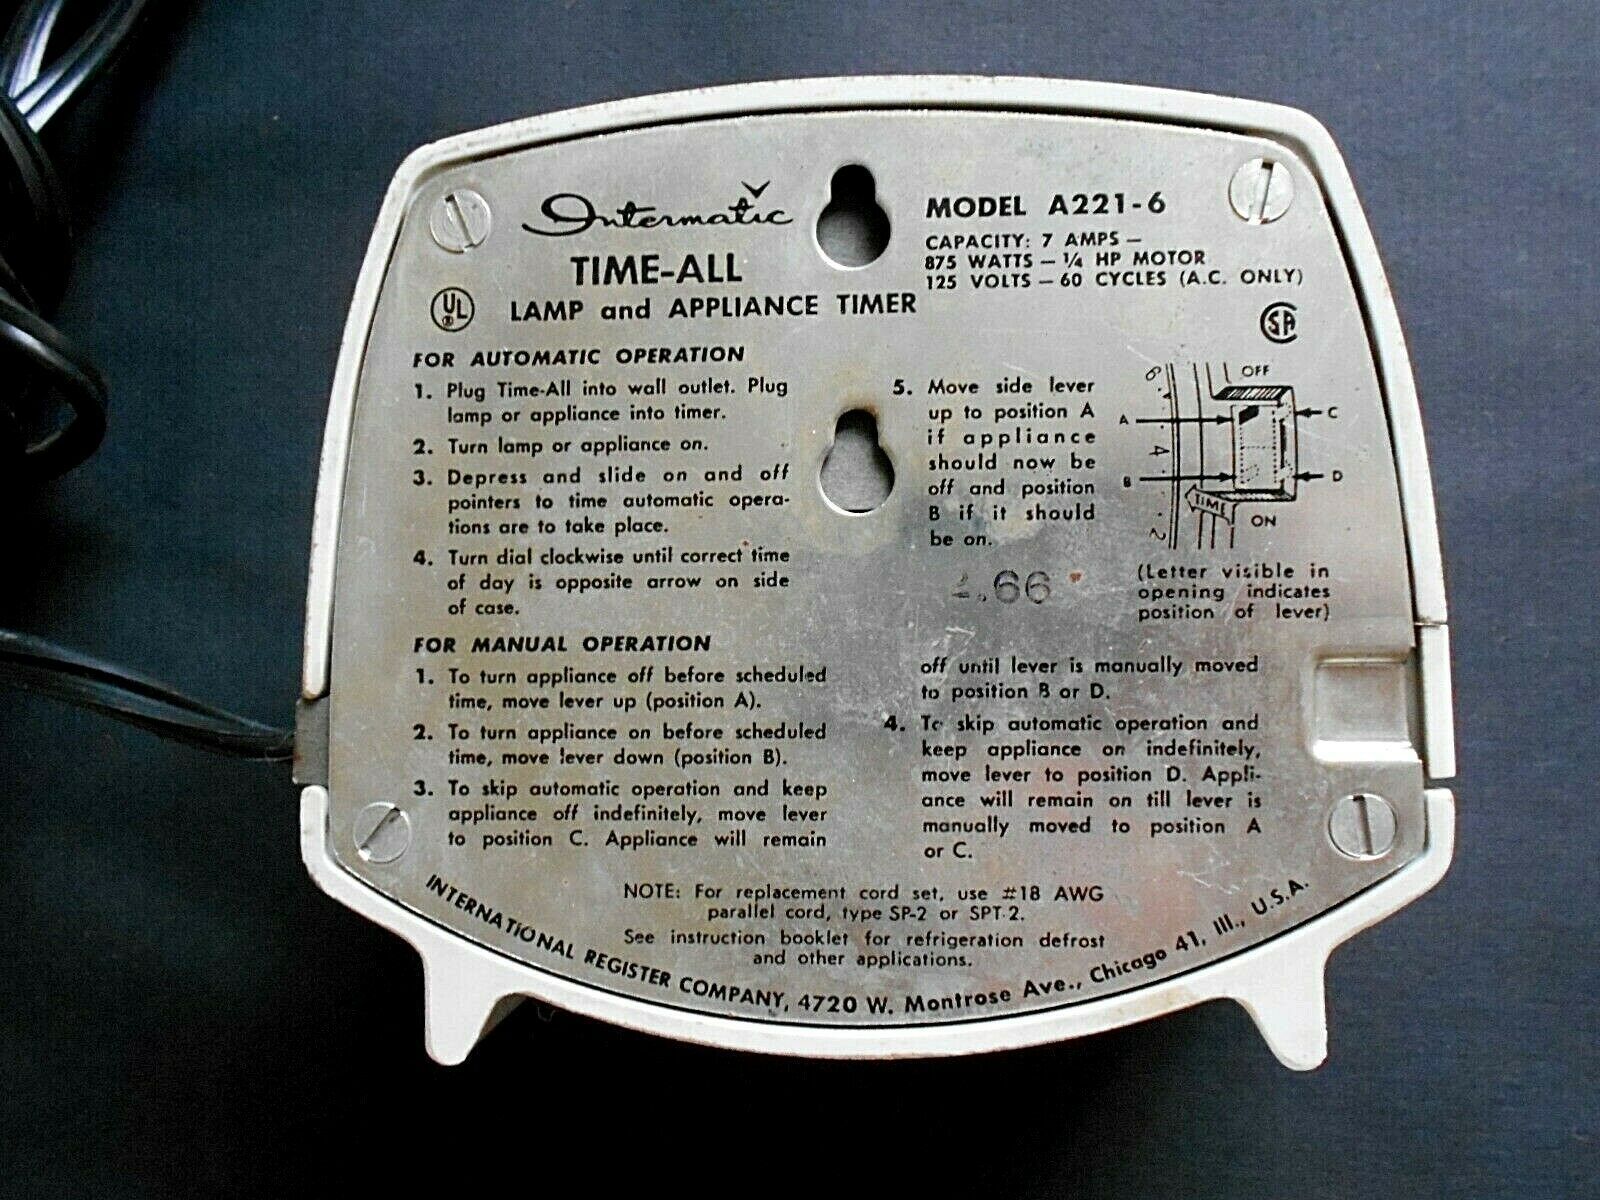 Intermatic
TIME-ALL
LAMP and APPLIANCE TIMER
UL
MODEL A221-6
CAPACITY: 7 AMPS —
875 WATTS — 1/4 HP MOTOR
125 VOLTS — 60 CYCLES (A.C. ONLY)
CSA
FOR AUTOMATIC OPERATION
1. Plug Time-All into wall outlet. Plug
lamp or appliance into timer.
2. Turn lamp or appliance on.
3. Depress and slide on and off
pointers to time automatic opera-
tions are to take place.
4. Turn dial clockwise until correct time
of day is opposite arrow on side
of case.
5. Move side lever
up to position A
if appliance
should now be
off and position
B if it should
be on.
OFF
6
A
C
4
B
D
TIME
ON
2
(Letter visible in
opening indicates
position of lever)
.66
FOR MANUAL OPERATION
1. To turn appliance off before scheduled
time, move lever up (position A).
2. To turn appliance on before scheduled
time, move lever down (position B).
3. To skip automatic operation and keep
appliance off indefinitely, move lever
to position C. Appliance will remain
off until lever is manually moved
to position B or D.
4. To skip automatic operation and
keep appliance on indefinitely,
move lever to position D. Appli-
ance will remain on till lever is
manually moved to position A
or C.
NOTE: For replacement cord set, use #18 AWG
parallel cord, type SP-2 or SPT-2.
See instruction booklet for refrigeration defrost
and other applications.
INTERNATIONAL REGISTER COMPANY, 4720 W. Montrose Ave., Chicago 41, Ill., U.S.A.